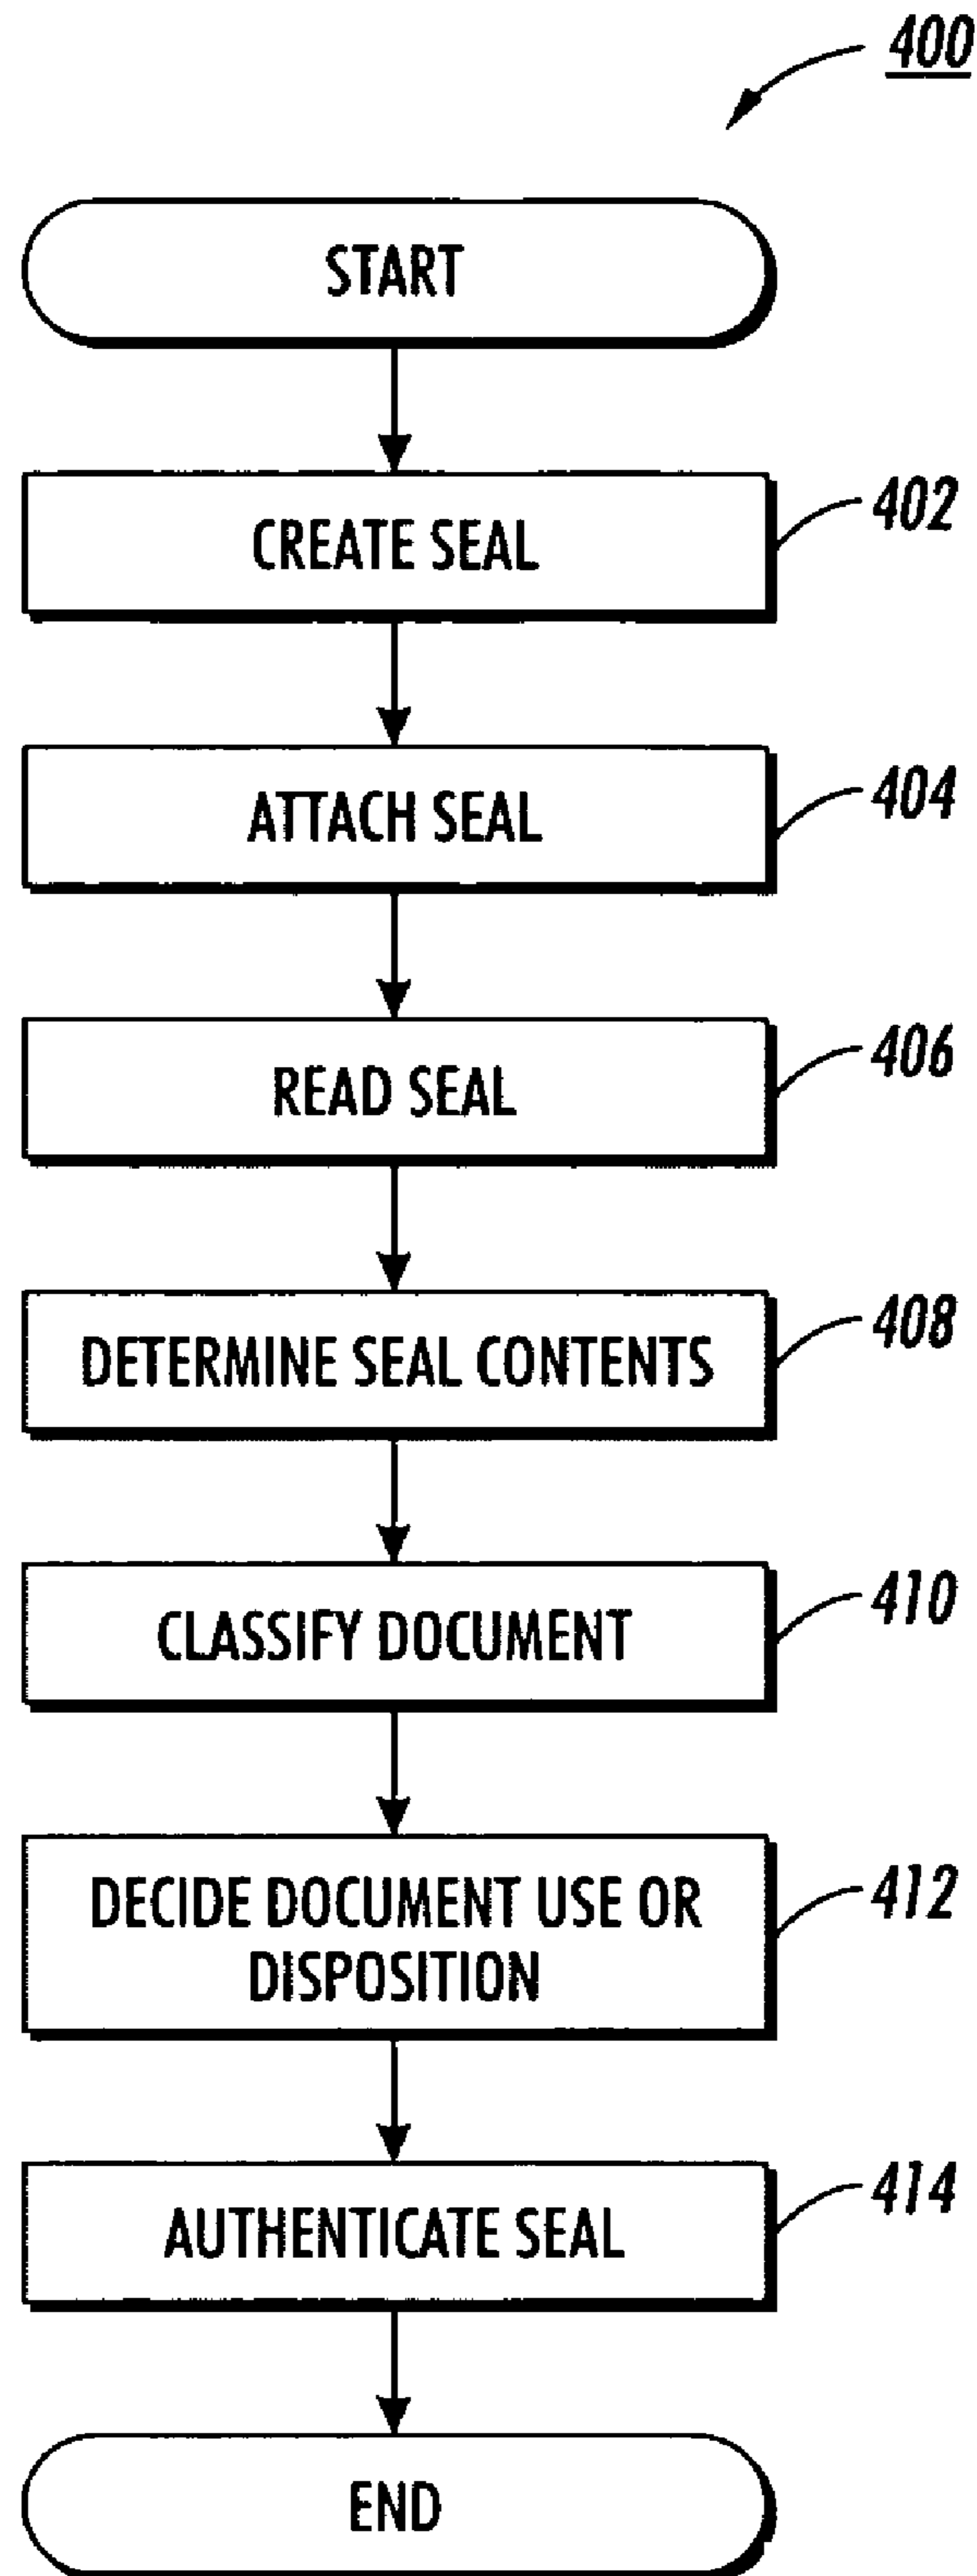 400
START
CREATE SEAL
402
ATTACH SEAL
404
READ SEAL
406
DETERMINE SEAL CONTENTS
408
CLASSIFY DOCUMENT
410
DECIDE DOCUMENT USE OR
DISPOSITION
412
AUTHENTICATE SEAL
414
END